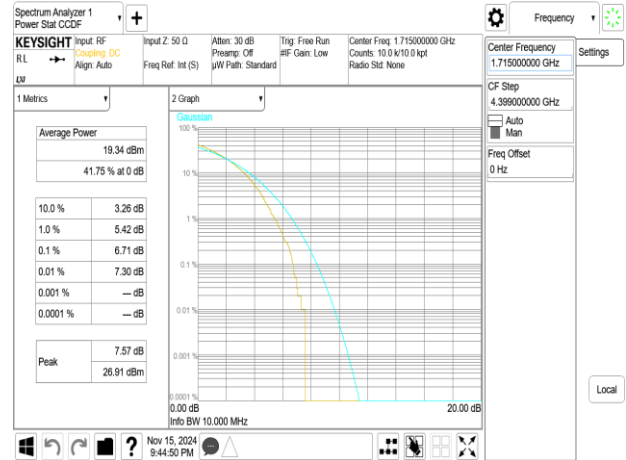 Spectrum Analyzer 1
Power Stat CCDF
Frequency
KEYSIGHT
RL
LXI
Input: RF
Coupling: DC
Align: Auto
Input Z: 50 Ω
Freq Ref: Int (S)
Atten: 30 dB
Preamp: Off
µW Path: Standard
Trig: Free Run
#IF Gain: Low
Center Freq: 1.715000000 GHz
Counts: 10.0 k/10.0 kpt
Radio Std: None
Center Frequency
1.715000000 GHz
Settings
CF Step
4.399000000 GHz
Auto
Man
Freq Offset
0 Hz
1 Metrics
Average Power
19.34 dBm
41.75 % at 0 dB
10.0 % 3.26 dB
1.0 % 5.42 dB
0.1 % 6.71 dB
0.01 % 7.30 dB
0.001 % --- dB
0.0001 % --- dB
Peak
7.57 dB
26.91 dBm
2 Graph
Gaussian
100 %
10 %
1 %
0.1 %
0.01 %
0.001 %
0.0001 %
0.00 dB 20.00 dB
Info BW 10.000 MHz
Local
?
Nov 15, 2024
9:44:50 PM